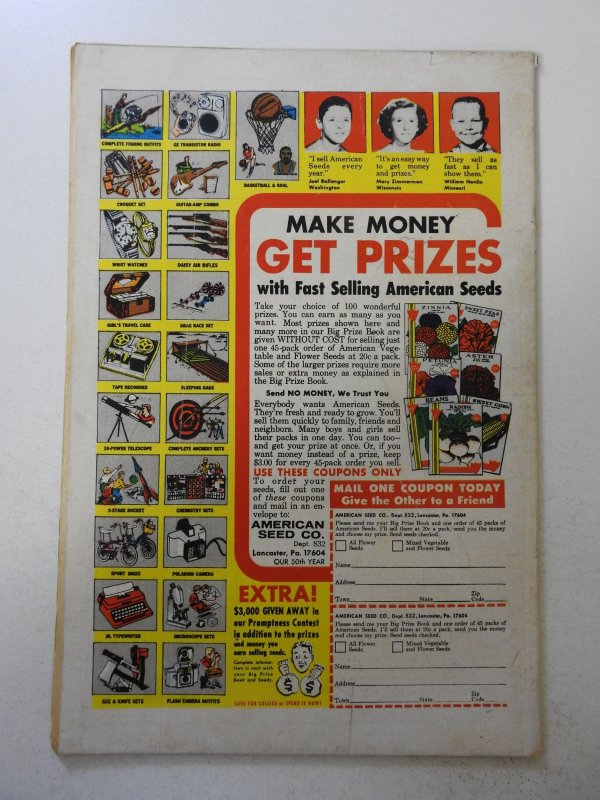 COMPLETE FISHING OUTFITS
GE TRANSISTOR RADIO
CROQUET SET
GUITAR-AMP COMBO
WRIST WATCHES
DAISY AIR RIFLES
GIRL'S TRAVEL CASE
DRAG RACE SET
TAPE RECORDER
SLEEPING BAGS
30-POWER TELESCOPE
COMPLETE ARCHERY SETS
3-STAGE ROCKET
CHEMISTRY SETS
SPORT BIKES
POLAROID CAMERA
JR. TYPEWRITER
MICROSCOPE SETS
AXE & KNIFE SETS
FLASH CAMERA OUTFITS
BASKETBALL & GOAL
"I sell American
Seeds every
year."
Joel Ballenger
Washington
"It's an easy way
to get money
and prizes."
Mary Zimmerman
Wisconsin
"They sell as
fast as I can
show them."
William Hanlis
Missouri
MAKE MONEY
GET PRIZES
with Fast Selling American Seeds
Take your choice of 100 wonderful
prizes. You can earn as many as you
want. Most prizes shown here and
many more in our Big Prize Book are
given WITHOUT COST for selling just
one 45-pack order of American Vege-
table and Flower Seeds at 20c a pack.
Some of the larger prizes require more
sales or extra money as explained in
the Big Prize Book.
Send NO MONEY, We Trust You
Everybody wants American Seeds.
They're fresh and ready to grow. You'll
sell them quickly to family, friends and
neighbors. Many boys and girls sell
their packs in one day. You can too—
and get your prize at once. Or, if you
want money instead of a prize, keep
$3.00 for every 45-pack order you sell.
USE THESE COUPONS ONLY
To order your
seeds, fill out one
of these coupons
and mail in an en-
velope to:
AMERICAN
SEED CO.
Dept. 832
Lancaster, Pa. 17604
OUR 50th YEAR
ZINNIA
SWEET PEAS
PETUNIA
ASTER
BEANS
RADISH
SWEET CORN
EXTRA!
$3,000 GIVEN AWAY in
our Promptness Contest
in addition to the prizes
and money you
earn selling seeds.
Complete informa-
tion is sent with
your Big Prize
Book and Seeds.
$ $
SAVE FOR COLLEGE or SPEND IT NOW!
MAIL ONE COUPON TODAY
Give the Other to a Friend
AMERICAN SEED CO., Dept. 832, Lancaster, Pa. 17604
Please send me your Big Prize Book and one order of 45 packs of
American Seeds. I'll sell them at 20c a pack, send you the money
and choose my prize. Send seeds checked.
All Flower Seeds
Mixed Vegetable and Flower Seeds
Name
Address
Town State Zip Code
AMERICAN SEED CO., Dept. 832, Lancaster, Pa. 17604
Please send me your Big Prize Book and one order of 45 packs of
American Seeds. I'll sell them at 20c a pack, send you the money
and choose my prize. Send seeds checked.
All Flower Seeds
Mixed Vegetable and Flower Seeds
Name
Address
Town State Zip Code